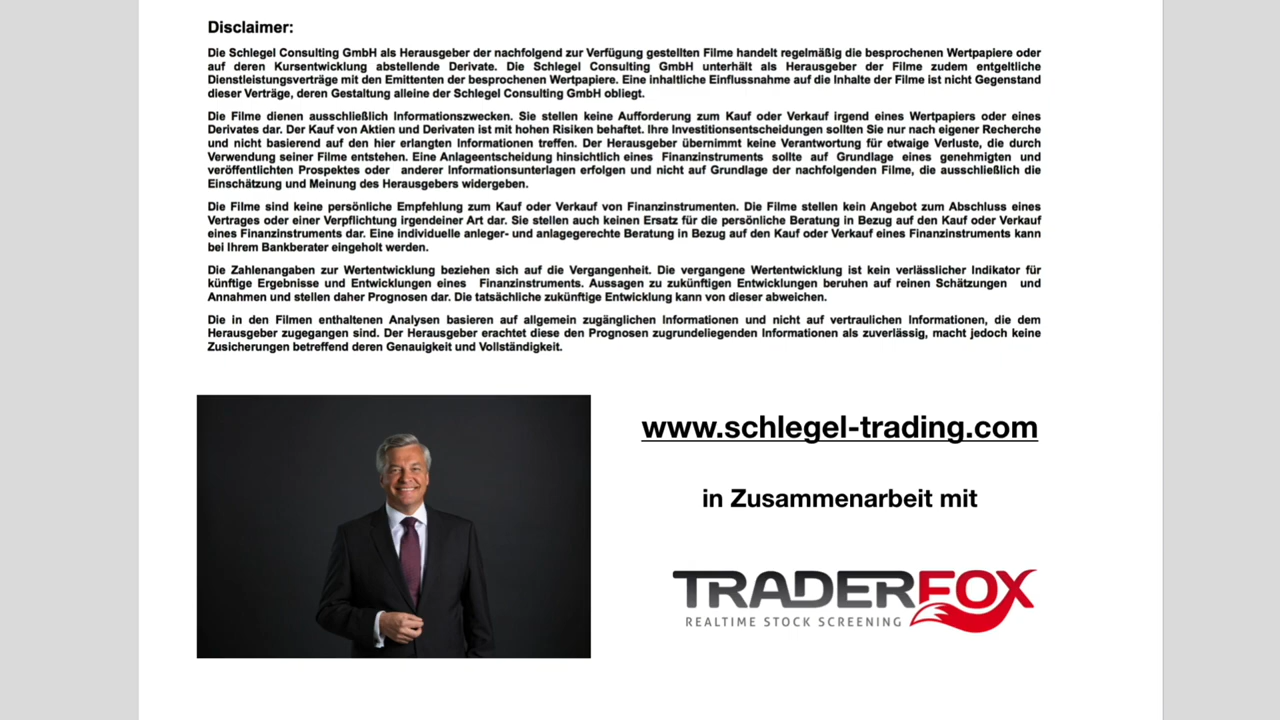 Disclaimer:
Die Schlegel Consulting GmbH als Herausgeber der nachfolgend zur Verfügung gestellten Filme handelt regelmäßig die besprochenen Wertpapiere oder
auf deren Kursentwicklung abstellende Derivate. Die Schlegel Consulting GmbH unterhält als Herausgeber der Filme zudem entgeltliche
Dienstleistungsverträge mit den Emittenten der besprochenen Wertpapiere. Eine inhaltliche Einflussnahme auf die Inhalte der Filme ist nicht Gegenstand
dieser Verträge, deren Gestaltung alleine der Schlegel Consulting GmbH obliegt.
Die Filme dienen ausschließlich Informationszwecken. Sie stellen keine Aufforderung zum Kauf oder Verkauf irgend eines Wertpapiers oder eines
Derivates dar. Der Kauf von Aktien und Derivaten ist mit hohen Risiken behaftet. Ihre Investitionsentscheidungen sollten Sie nur nach eigener Recherche
und nicht basierend auf den hier erlangten Informationen treffen. Der Herausgeber übernimmt keine Verantwortung für etwaige Verluste, die durch
Verwendung seiner Filme entstehen. Eine Anlageentscheidung hinsichtlich eines Finanzinstruments sollte auf Grundlage eines genehmigten und
veröffentlichten Prospektes oder anderer Informationsunterlagen erfolgen und nicht auf Grundlage der nachfolgenden Filme, die ausschließlich die
Einschätzung und Meinung des Herausgebers widergeben.
Die Filme sind keine persönliche Empfehlung zum Kauf oder Verkauf von Finanzinstrumenten. Die Filme stellen kein Angebot zum Abschluss eines
Vertrages oder einer Verpflichtung irgendeiner Art dar. Sie stellen auch keinen Ersatz für die persönliche Beratung in Bezug auf den Kauf oder Verkauf
eines Finanzinstruments dar. Eine individuelle anleger- und anlagegerechte Beratung in Bezug auf den Kauf oder Verkauf eines Finanzinstruments kann
bei Ihrem Bankberater eingeholt werden.
Die Zahlenangaben zur Wertentwicklung beziehen sich auf die Vergangenheit. Die vergangene Wertentwicklung ist kein verlässlicher Indikator für
künftige Ergebnisse und Entwicklungen eines Finanzinstruments. Aussagen zu zukünftigen Entwicklungen beruhen auf reinen Schätzungen und
Annahmen und stellen daher Prognosen dar. Die tatsächliche zukünftige Entwicklung kann von dieser abweichen.
Die in den Filmen enthaltenen Analysen basieren auf allgemein zugänglichen Informationen und nicht auf vertraulichen Informationen, die dem
Herausgeber zugegangen sind. Der Herausgeber erachtet diese den Prognosen zugrundeliegenden Informationen als zuverlässig, macht jedoch keine
Zusicherungen betreffend deren Genauigkeit und Vollständigkeit.
www.schlegel-trading.com
in Zusammenarbeit mit
TRADERFOX
REALTIME STOCK SCREENING